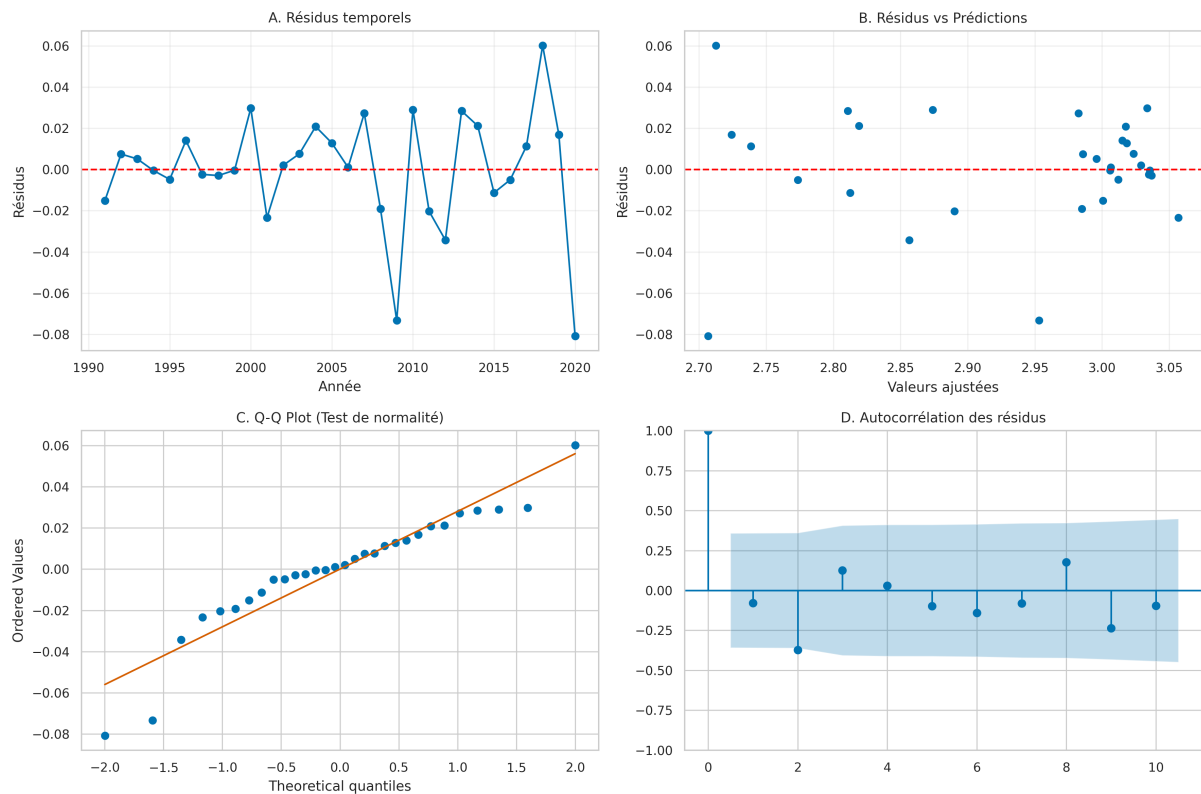 A. Résidus temporels
Résidus
0.06
0.04
0.02
0.00
−0.02
−0.04
−0.06
−0.08
1990 1995 2000 2005 2010 2015 2020
Année
B. Résidus vs Prédictions
Résidus
0.06
0.04
0.02
0.00
−0.02
−0.04
−0.06
−0.08
2.70 2.75 2.80 2.85 2.90 2.95 3.00 3.05
Valeurs ajustées
C. Q-Q Plot (Test de normalité)
Ordered Values
0.06
0.04
0.02
0.00
−0.02
−0.04
−0.06
−0.08
−2.0 −1.5 −1.0 −0.5 0.0 0.5 1.0 1.5 2.0
Theoretical quantiles
D. Autocorrélation des résidus
1.00
0.75
0.50
0.25
0.00
−0.25
−0.50
−0.75
−1.00
0 2 4 6 8 10